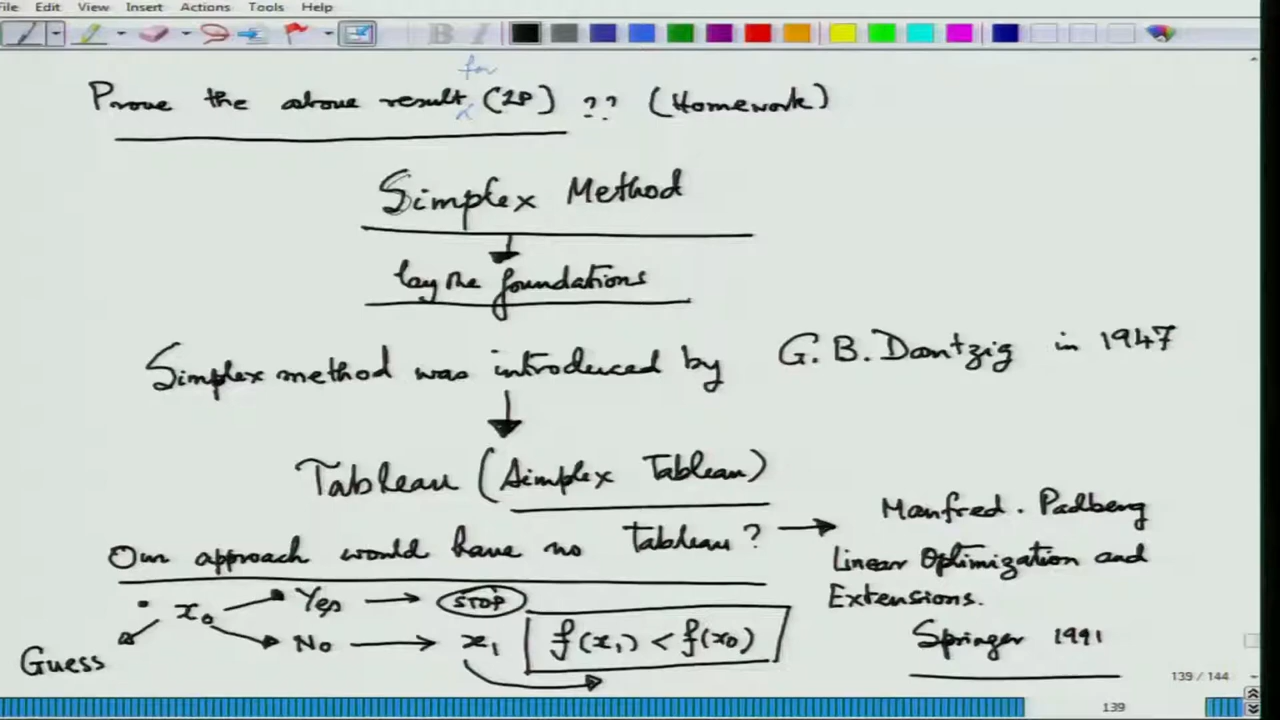 File Edit View Insert Actions Tools Help
for
Prove the above result (LP) ?? (Homework)
Simplex Method
lay the foundations
Simplex method was introduced by G. B. Dantzig in 1947
Tableau (Simplex Tableau)
Our approach would have no tableau?
Manfred. Padberg
Linear Optimization and
Extensions.
Springer 1991
x₀ Yes STOP
No x₁ f(x₁) < f(x₀)
Guess
139 / 144
139